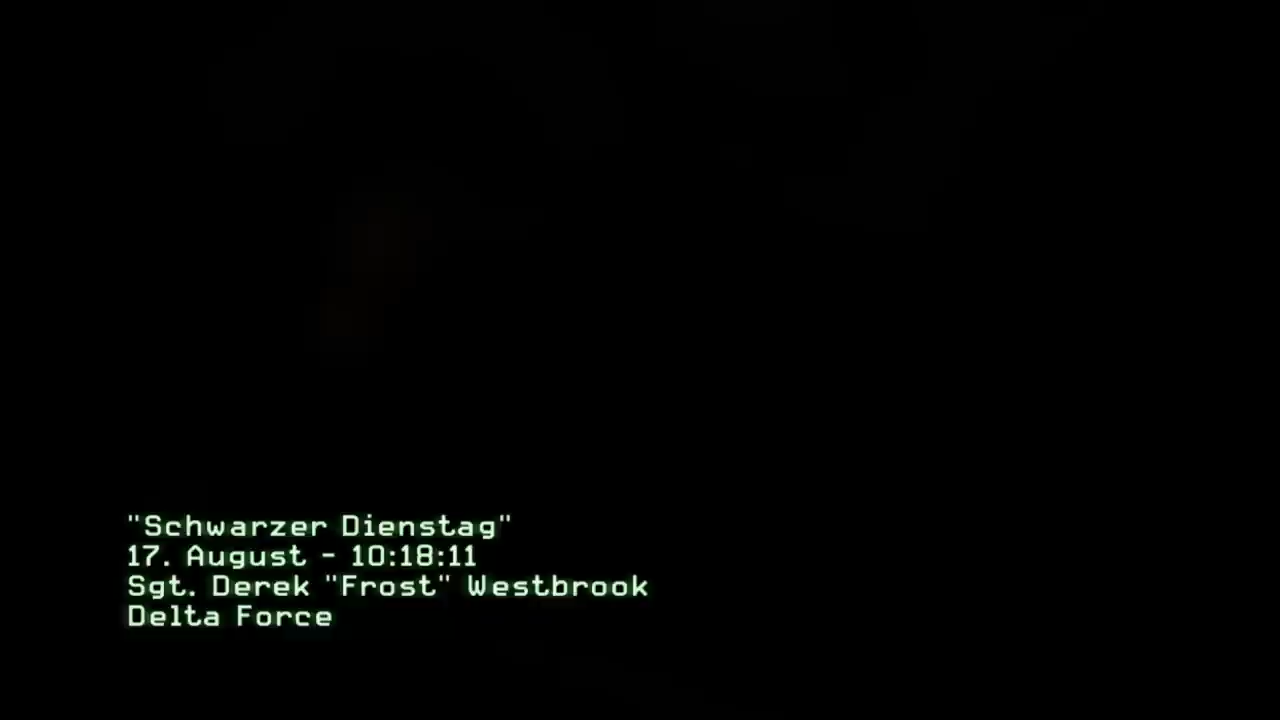 "Schwarzer Dienstag"
17. August - 10:18:11
Sgt. Derek "Frost" Westbrook
Delta Force